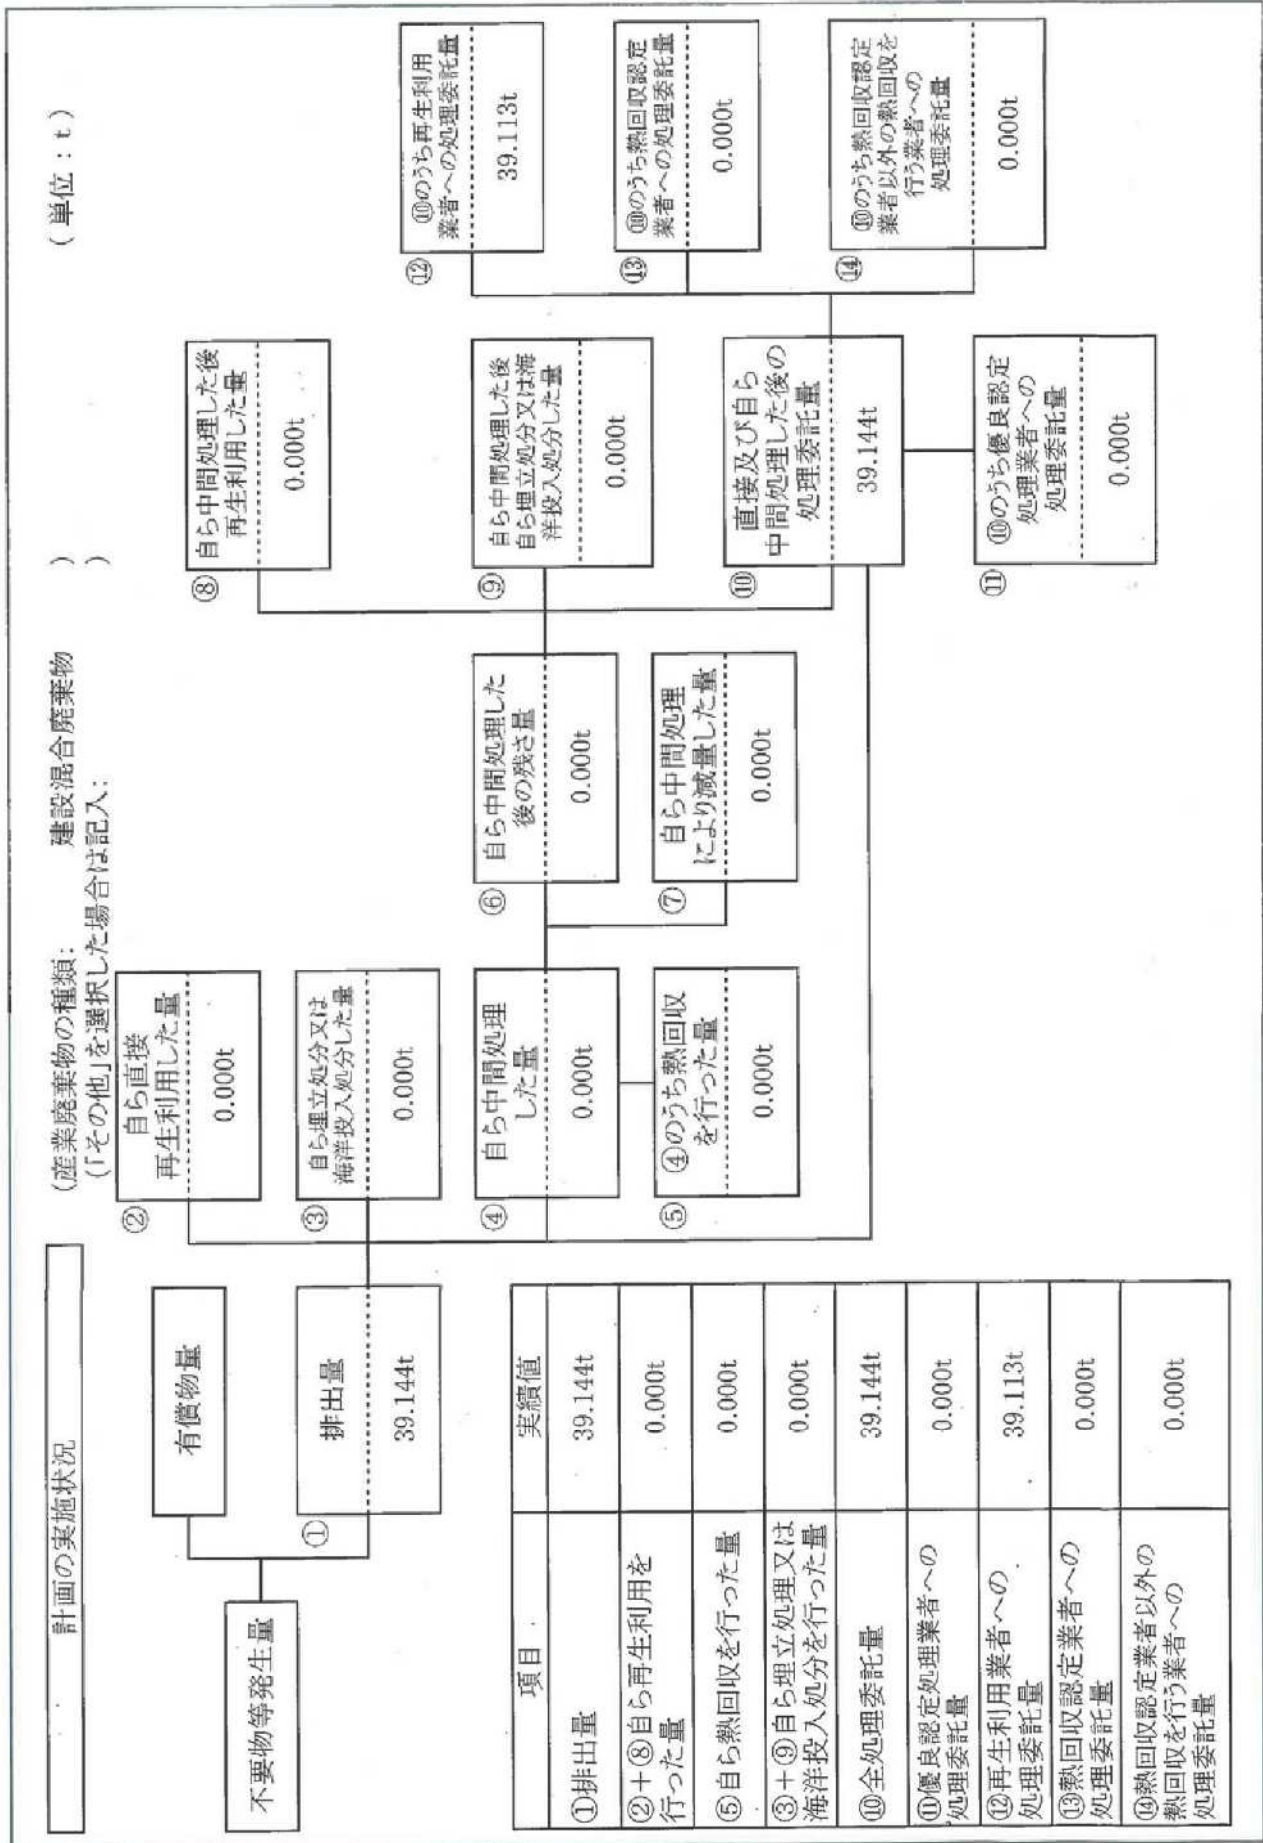 計画の実施状況
(産業廃棄物の種類: 建設混合廃棄物 )
(「その他」を選択した場合は記入: )
(単位:t)
不要物等発生量
有償物量
①
排出量
39.144t
②
自ら直接
再生利用した量
0.000t
③
自ら埋立処分又は
海洋投入処分した量
0.000t
④
自ら中間処理
した量
0.000t
⑤
④のうち熱回収
を行った量
0.000t
⑥
自ら中間処理した
後の残さ量
0.000t
⑦
自ら中間処理
により減量した量
0.000t
⑧
自ら中間処理した後
再生利用した量
0.000t
⑨
自ら中間処理した後
自ら埋立処分又は海
洋投入処分した量
0.000t
⑩
直接及び自ら
中間処理した後の
処理委託量
39.144t
⑪
⑩のうち優良認定
処理業者への
処理委託量
0.000t
⑫
⑩のうち再生利用
業者への処理委託量
39.113t
⑬
⑩のうち熱回収認定
業者への処理委託量
0.000t
⑭
⑩のうち熱回収認定
業者以外の熱回収を
行う業者への
処理委託量
0.000t
項目 実績値
①排出量 39.144t
②+⑧自ら再生利用を
行った量 0.000t
⑤自ら熱回収を行った量 0.000t
③+⑨自ら埋立処理又は
海洋投入処分を行った量 0.000t
⑩全処理委託量 39.144t
⑪優良認定処理業者への
処理委託量 0.000t
⑫再生利用業者への
処理委託量 39.113t
⑬熱回収認定業者への
処理委託量 0.000t
⑭熱回収認定業者以外の
熱回収を行う業者への
処理委託量 0.000t